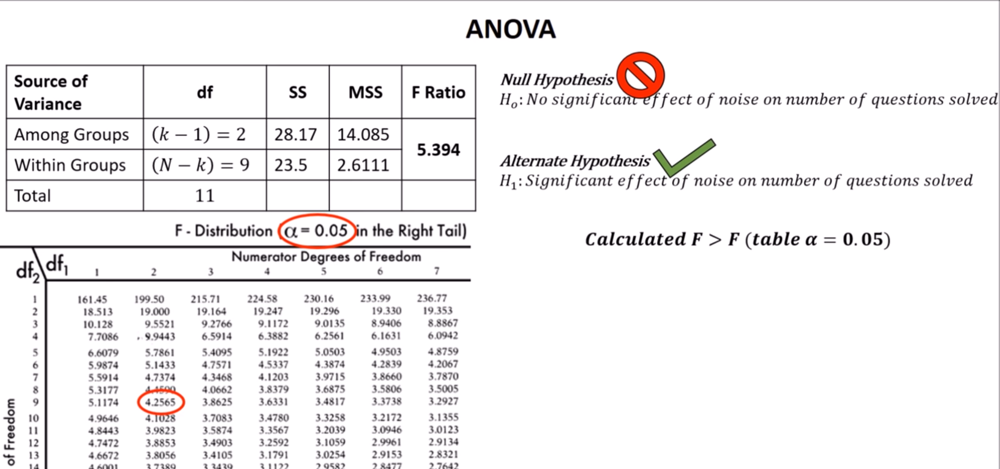 ANOVA
Source of Variance df SS MSS F Ratio
Among Groups (k − 1) = 2 28.17 14.085 5.394
Within Groups (N − k) = 9 23.5 2.6111
Total 11
Null Hypothesis
Hₒ: No significant effect of noise on number of questions solved
Alternate Hypothesis
H₁: Significant effect of noise on number of questions solved
Calculated F > F (table α = 0.05)
F - Distribution (α = 0.05 in the Right Tail)
Numerator Degrees of Freedom
df₂ df₁ 1 2 3 4 5 6 7
1 161.45 199.50 215.71 224.58 230.16 233.99 236.77
2 18.513 19.000 19.164 19.247 19.296 19.330 19.353
3 10.128 9.5521 9.2766 9.1172 9.0135 8.9406 8.8867
4 7.7086 9.9443 6.5914 6.3882 6.2561 6.1631 6.0942
5 6.6079 5.7861 5.4095 5.1922 5.0503 4.9503 4.8759
6 5.9874 5.1433 4.7571 4.5337 4.3874 4.2839 4.2067
7 5.5914 4.7374 4.3468 4.1203 3.9715 3.8660 3.7870
8 5.3177 4.4590 4.0662 3.8379 3.6875 3.5806 3.5005
9 5.1174 4.2565 3.8625 3.6331 3.4817 3.3738 3.2927
10 4.9646 4.1028 3.7083 3.4780 3.3258 3.2172 3.1355
11 4.8443 3.9823 3.5874 3.3567 3.2039 3.0946 3.0123
12 4.7472 3.8853 3.4903 3.2592 3.1059 2.9961 2.9134
13 4.6672 3.8056 3.4105 3.1791 3.0254 2.9153 2.8321
14 4.6001 3.7389 3.3439 3.1122 2.9582 2.8477 2.7642
of Freedom